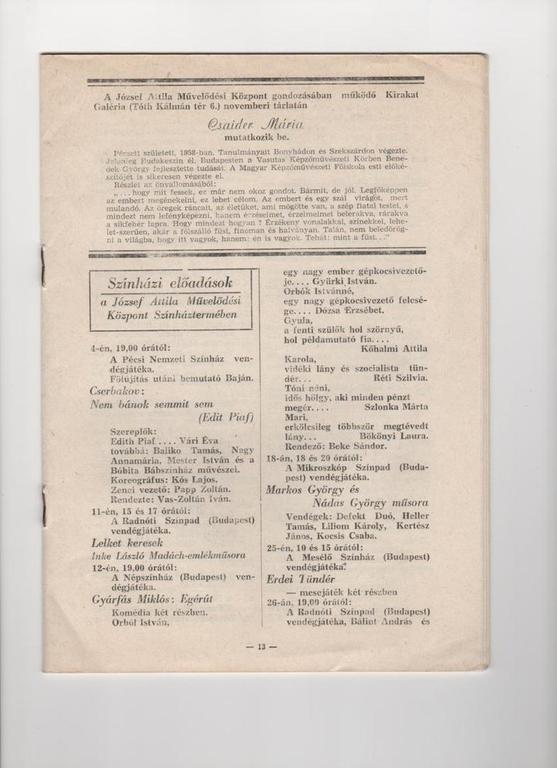 A József Attila Művelődési Központ gondozásában működő Kirakat
Galéria (Tóth Kálmán tér 6.) novemberi tárlatán
Csaider Mária
mutatkozik be.
Pécsett született, 1958-ban. Tanulmányait Bonyhádon és Szekszárdon végezte.
Jelenleg Budakeszin él. Budapesten a Vasutas Képzőművészeti Körben Bene-
dek György fejlesztette tudását. A Magyar Képzőművészeti Főiskola esti előké-
szítőjét is sikeresen végezte el.
Részlet az önvallomásából:
„... hogy mit fessek, ez már nem okoz gondot. Bármit, de jól. Legfőképpen
az embert megénekelni, ez lehet célom. Az embert és egy szál virágot, mert
mulandó. Az öregek ráncait, az életüket, ami mögötte van, a szép fiatal testet, s
mindezt nem lefényképezni, hanem érzéseimet, érzelmeimet belerakva, rárakva
a síkfehér lapra. Hogy mindezt hogyan? Érzékeny vonalakkal, színekkel, lehe-
let-szerűen, akár a fölszálló füst, finoman és halványan. Talán, nem beledörög-
ni a világba, hogy itt vagyok, hanem: én is vagyok. Tehát: mint a füst..."
Színházi előadások
a József Attila Művelődési
Központ Színháztermében
4-én, 19,00 órától:
A Pécsi Nemzeti Színház ven-
dégjátéka.
Fölújítás utáni bemutató Baján.
Cserbakov:
Nem bánok semmit sem
(Edit Piaf)
Szereplők:
Edith Piaf .... Vári Éva
továbbá: Balikó Tamás, Nagy
Annamária, Mester István és a
Bóbita Bábszínház művészei.
Koreográfus: Kós Lajos.
Zenei vezető: Papp Zoltán.
Rendezte: Vas-Zoltán Iván.
11-én, 15 és 17 órától:
A Radnóti Színpad (Budapest)
vendégjátéka.
Lelket keresek
Inke László Madách-emlékműsora
12-én, 19,00 órától:
A Népszínház (Budapest) ven-
dégjátéka.
Gyárfás Miklós: Egérút
Komédia két részben.
Orbói István,
egy nagy ember gépkocsivezető-
je.... Gyürki István.
Orbók Istvánné,
egy nagy gépkocsivezető felesé-
ge.... Dózsa Erzsébet.
Gyula,
a fenti szülők hol szörnyű,
hol példamutató fia....
Kőhalmi Attila
Karola,
vidéki lány és szocialista tün-
dér... Réti Szilvia.
Tóni néni,
idős hölgy, aki minden pénzt
megér.... Szlonka Márta
Mari,
erkölcsileg többször megtévedt
lány... Bökönyi Laura.
Rendező: Beke Sándor.
18-án, 18 és 20 órától:
A Mikroszkóp Színpad (Buda-
pest) vendégjátéka.
Markos György és
Nádas György műsora
Vendégek: Defekt Duó, Heller
Tamás, Liliom Károly, Kertész
János, Kocsis Csaba.
25-én, 10 és 15 órától:
A Mesélő Színház (Budapest)
vendégjátéka.
Erdei Tündér
— mesejáték két részben
26-án, 19,00 órától:
A Radnóti Színpad (Budapest)
vendégjátéka, Bálint András és
— 13 —